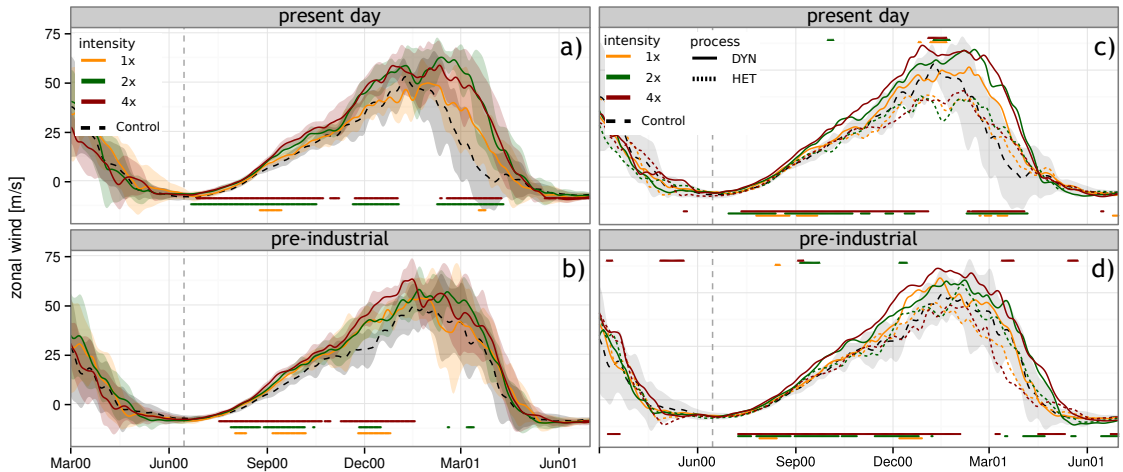 present day
present day
75
50
25
0
intensity
1x
2x
4x
Control
a)
intensity
1x
2x
4x
Control
process
DYN
HET
c)
zonal wind [m/s]
pre-industrial
pre-industrial
75
50
25
0
b)
d)
Mar00
Jun00
Sep00
Dec00
Mar01
Jun01
Jun00
Sep00
Dec00
Mar01
Jun01